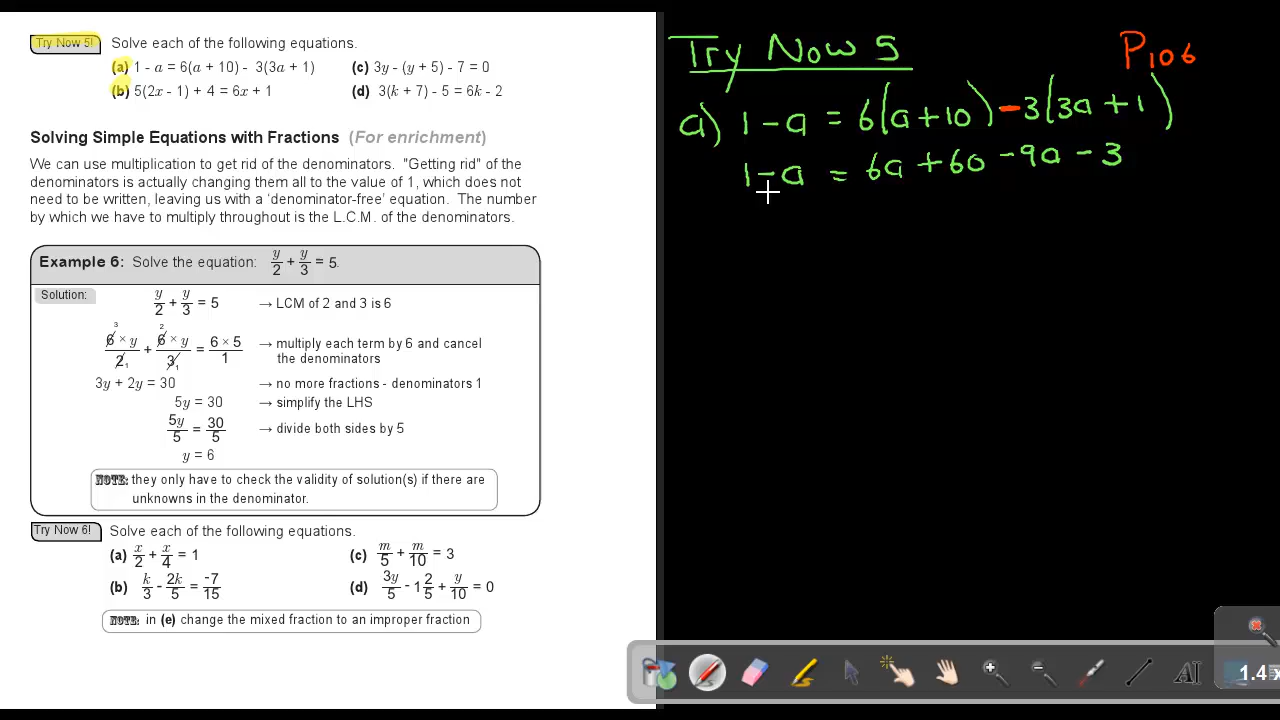 Try Now 5! Solve each of the following equations.
(a) 1 - a = 6(a + 10) - 3(3a + 1) (c) 3y - (y + 5) - 7 = 0
(b) 5(2x - 1) + 4 = 6x + 1 (d) 3(k + 7) - 5 = 6k - 2
Solving Simple Equations with Fractions (For enrichment)
We can use multiplication to get rid of the denominators. "Getting rid" of the
denominators is actually changing them all to the value of 1, which does not
need to be written, leaving us with a 'denominator-free' equation. The number
by which we have to multiply throughout is the L.C.M. of the denominators.
Example 6: Solve the equation: y/2 + y/3 = 5.
Solution:
y/2 + y/3 = 5 → LCM of 2 and 3 is 6
3 2
6 × y/2 1 + 6 × y/3 1 = 6 × 5/1 → multiply each term by 6 and cancel
the denominators
3y + 2y = 30 → no more fractions - denominators 1
5y = 30 → simplify the LHS
5y/5 = 30/5 → divide both sides by 5
y = 6
NOTE: they only have to check the validity of solution(s) if there are
unknowns in the denominator.
Try Now 6! Solve each of the following equations.
(a) x/2 + x/4 = 1 (c) m/5 + m/10 = 3
(b) k/3 - 2k/5 = -7/15 (d) 3y/5 - 1 2/5 + y/10 = 0
NOTE: in (e) change the mixed fraction to an improper fraction
Try Now 5 P106
a) 1 - a = 6(a + 10) - 3(3a + 1)
1 - a = 6a + 60 - 9a - 3
AI
1.4 x